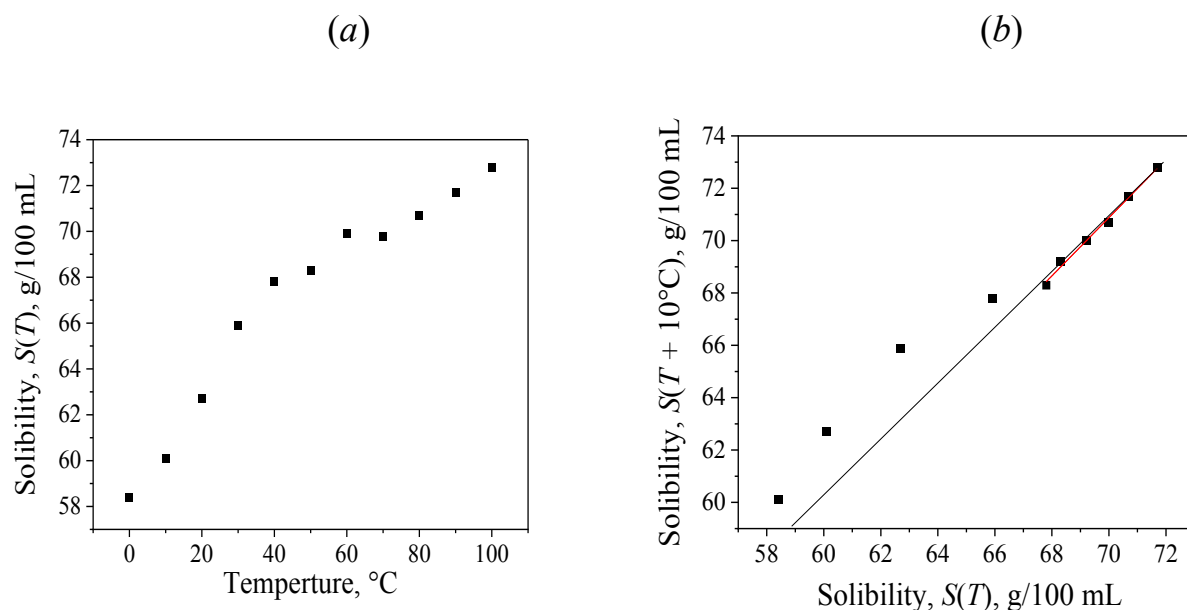 (a)
Solibility, S(T), g/100 mL
74
72
70
68
66
64
62
60
58
0 20 40 60 80 100
Temperture, °C
(b)
Solibility, S(T + 10°C), g/100 mL
74
72
70
68
66
64
62
60
58 60 62 64 66 68 70 72
Solibility, S(T), g/100 mL